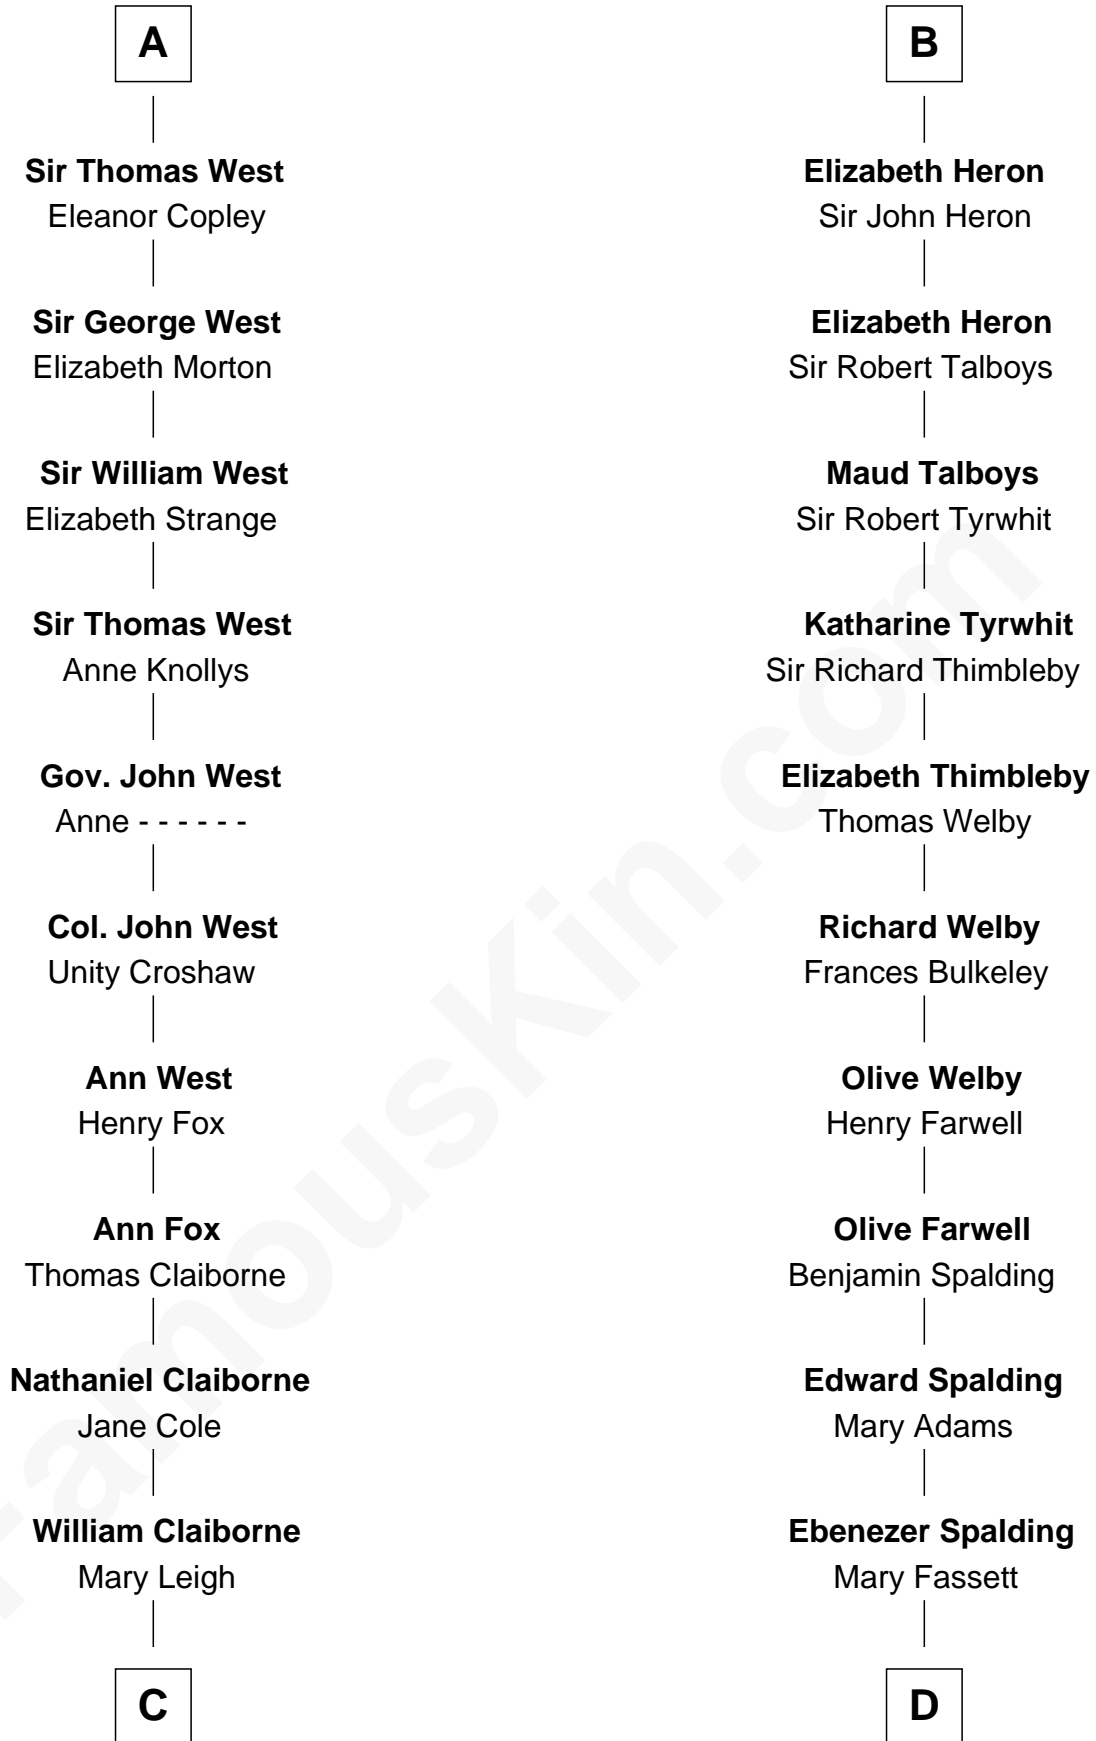 A
Sir Thomas West
Eleanor Copley
Sir George West
Elizabeth Morton
Sir William West
Elizabeth Strange
Sir Thomas West
Anne Knollys
Gov. John West
Anne - - - - - -
Col. John West
Unity Croshaw
Ann West
Henry Fox
Ann Fox
Thomas Claiborne
Nathaniel Claiborne
Jane Cole
William Claiborne
Mary Leigh
C
B
Elizabeth Heron
Sir John Heron
Elizabeth Heron
Sir Robert Talboys
Maud Talboys
Sir Robert Tyrwhit
Katharine Tyrwhit
Sir Richard Thimbleby
Elizabeth Thimbleby
Thomas Welby
Richard Welby
Frances Bulkeley
Olive Welby
Henry Farwell
Olive Farwell
Benjamin Spalding
Edward Spalding
Mary Adams
Ebenezer Spalding
Mary Fassett
D
FamousKin.com